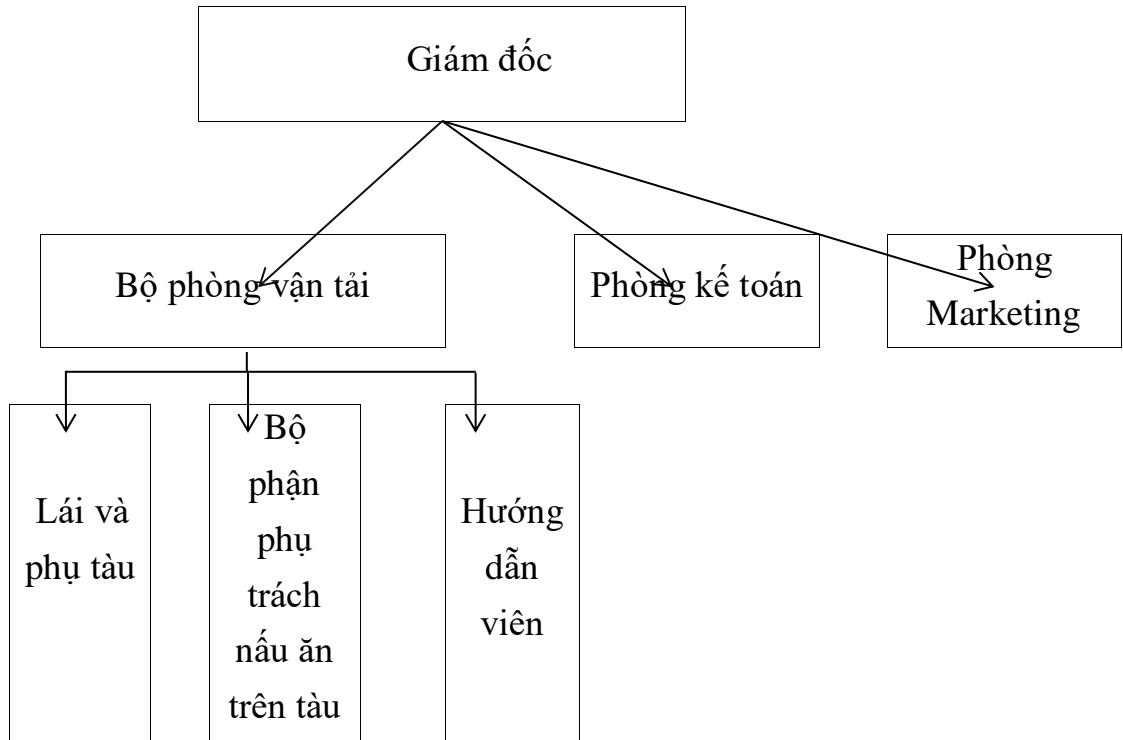 Giám đốc
Bộ phòng vận tải
Phòng kế toán
Phòng
Marketing
Lái và
phụ tàu
Bộ
phận
phụ
trách
nấu ăn
trên tàu
Hướng
dẫn
viên